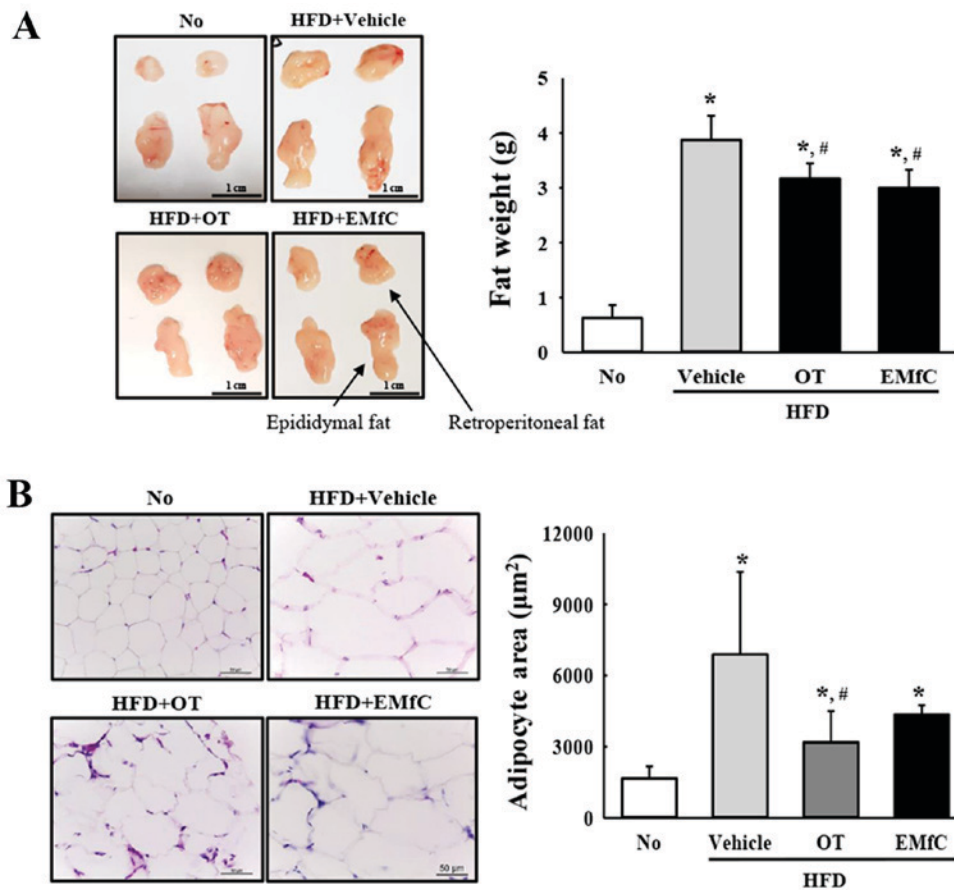 A
No
HFD+Vehicle
1 cm
1 cm
HFD+OT
HFD+EMfC
1 cm
1 cm
Epididymal fat
Retroperitoneal fat
Fat weight (g)
5
4
3
2
1
0
*
*, #
*, #
No
Vehicle
OT
EMfC
HFD
B
No
HFD+Vehicle
HFD+OT
HFD+EMfC
50 µm
Adipocyte area (µm²)
12000
9000
6000
3000
0
*
*, #
*
No
Vehicle
OT
EMfC
HFD